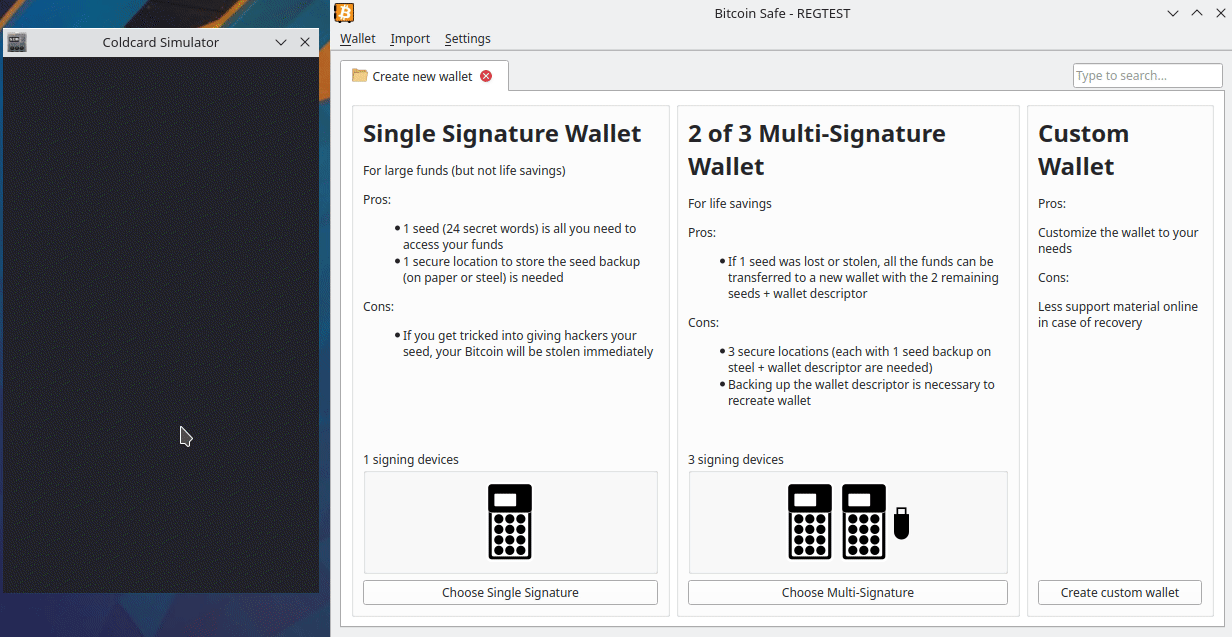 Coldcard Simulator
Bitcoin Safe - REGTEST
Wallet Import Settings
Create new wallet
Type to search...
Single Signature Wallet
For large funds (but not life savings)
Pros:
1 seed (24 secret words) is all you need to
access your funds
1 secure location to store the seed backup
(on paper or steel) is needed
Cons:
If you get tricked into giving hackers your
seed, your Bitcoin will be stolen immediately
1 signing devices
Choose Single Signature
2 of 3 Multi-Signature
Wallet
For life savings
Pros:
If 1 seed was lost or stolen, all the funds can be
transferred to a new wallet with the 2 remaining
seeds + wallet descriptor
Cons:
3 secure locations (each with 1 seed backup on
steel + wallet descriptor are needed)
Backing up the wallet descriptor is necessary to
recreate wallet
3 signing devices
Choose Multi-Signature
Custom
Wallet
Pros:
Customize the wallet to your
needs
Cons:
Less support material online
in case of recovery
Create custom wallet